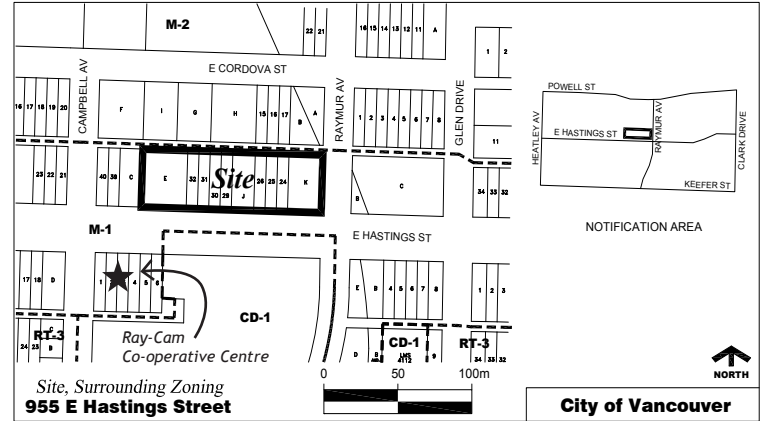 M-2
22 21
16 15 14 13 12 11 A
1 2
E CORDOVA ST
CAMPBELL AV
RAYMUR AV
GLEN DRIVE
16 17 18 19 20
F I G H 15 16 17 B A
1 2 3 4 5 6 7 8
11
23 22 21
40 39 C
E 32 31 30 29 J 26 25 24 K
Site
B C
34 33 32
M-1
E HASTINGS ST
17 18 D
1 4 5 6
E B 4 5 6 7 8
1 2 3
CD-1
RT-3
C
24 23 B
Ray-Cam
Co-operative Centre
D B
CD-1
LMS
4112
9
RT-3
34 33 32
Site, Surrounding Zoning
955 E Hastings Street
0 50 100m
POWELL ST
HEATLEY AV
E HASTINGS ST
RAYMUR AV
CLARK DRIVE
KEEFER ST
NOTIFICATION AREA
NORTH
City of Vancouver